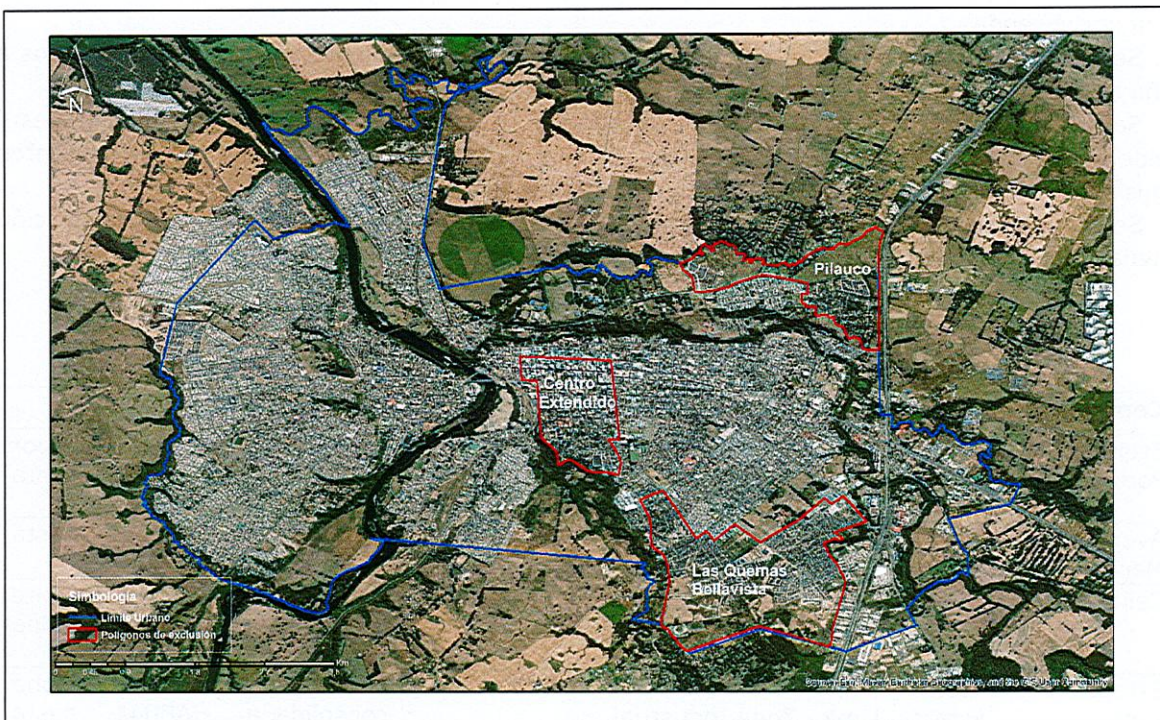 N
Pilauco
Centro
Extendido
Las Quemas
Bellavista
Simbología
Límite Urbano
Polígonos de exclusión
Km